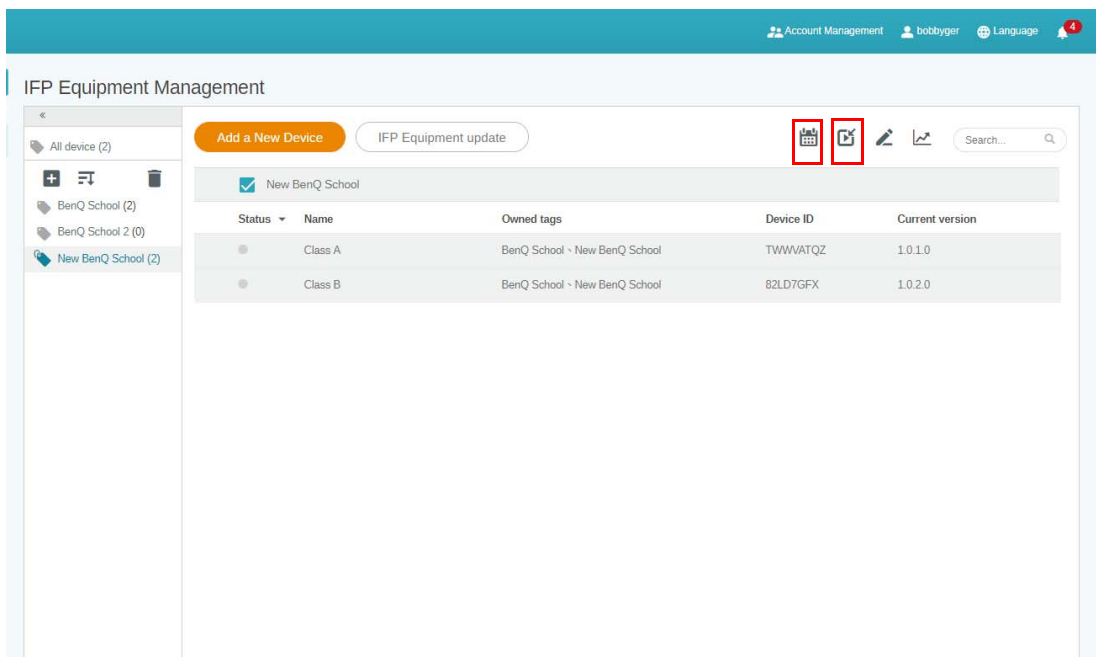 Account Management bobbyger Language 4
IFP Equipment Management
«
All device (2)
Add a New Device IFP Equipment update Search...
BenQ School (2)
BenQ School 2 (0)
New BenQ School (2)
New BenQ School
Status Name Owned tags Device ID Current version
Class A BenQ School、New BenQ School TWWVATQZ 1.0.1.0
Class B BenQ School、New BenQ School 82LD7GFX 1.0.2.0